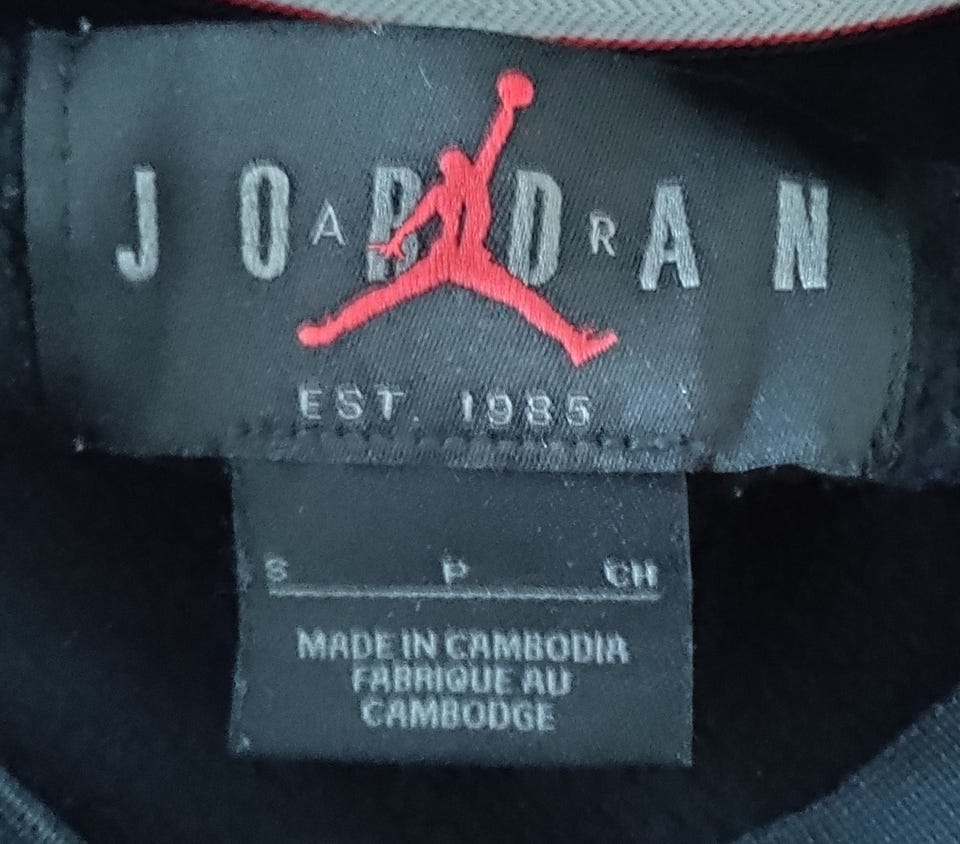 JORDAN
A R
EST. 1985
S P CH
MADE IN CAMBODIA
FABRIQUE AU
CAMBODGE